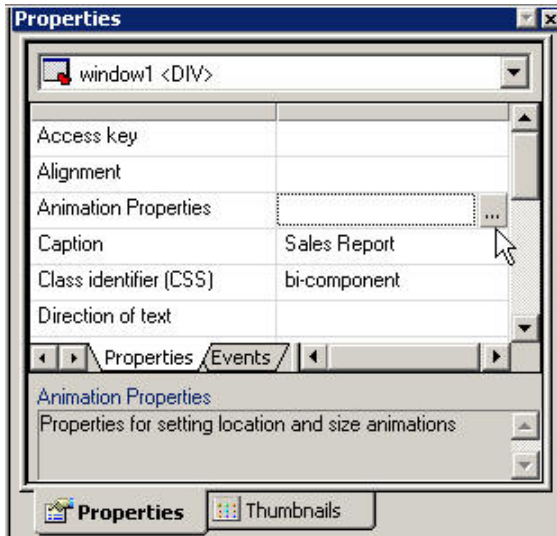 Properties
window1 <DIV>
Access key
Alignment
Animation Properties ...
Caption Sales Report
Class identifier (CSS) bi-component
Direction of text
Properties Events
Animation Properties
Properties for setting location and size animations
Properties Thumbnails